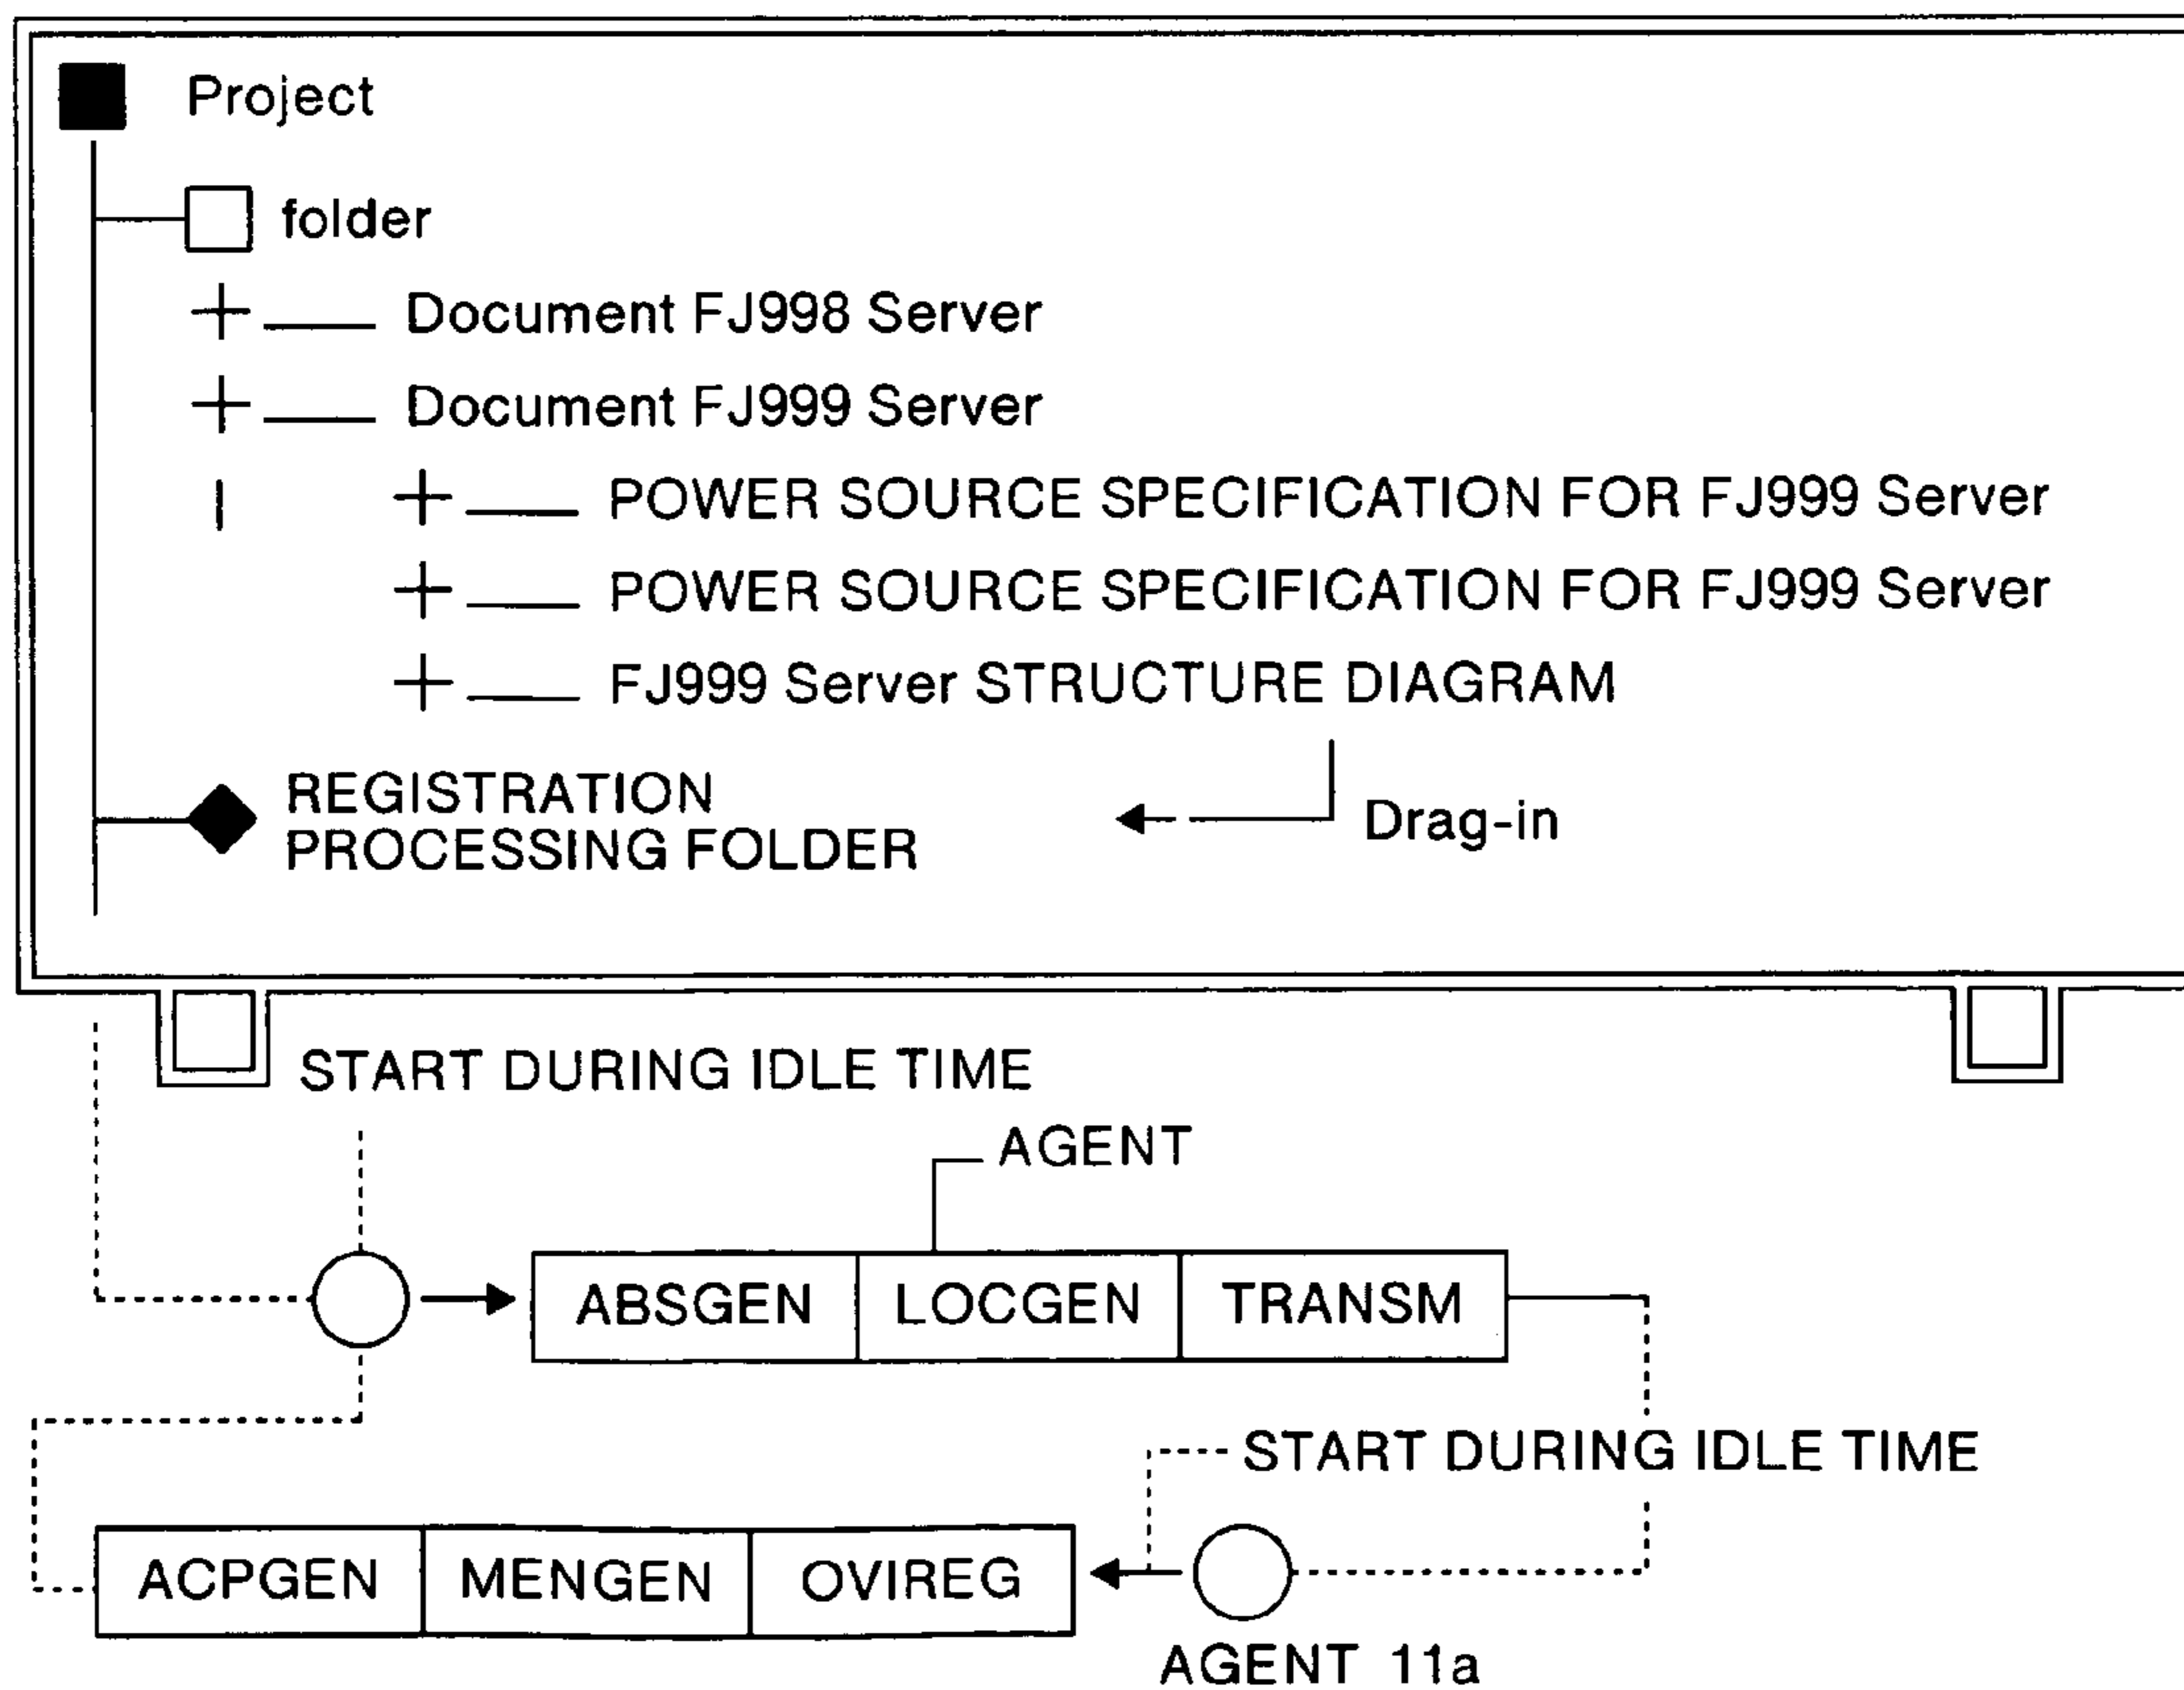 Project
folder
Document FJ998 Server
Document FJ999 Server
POWER SOURCE SPECIFICATION FOR FJ999 Server
POWER SOURCE SPECIFICATION FOR FJ999 Server
FJ999 Server STRUCTURE DIAGRAM
REGISTRATION
PROCESSING FOLDER
Drag-in
START DURING IDLE TIME
AGENT
ABSGEN LOCGEN TRANSM
START DURING IDLE TIME
ACPGEN MENGEN OVIREG
AGENT 11a